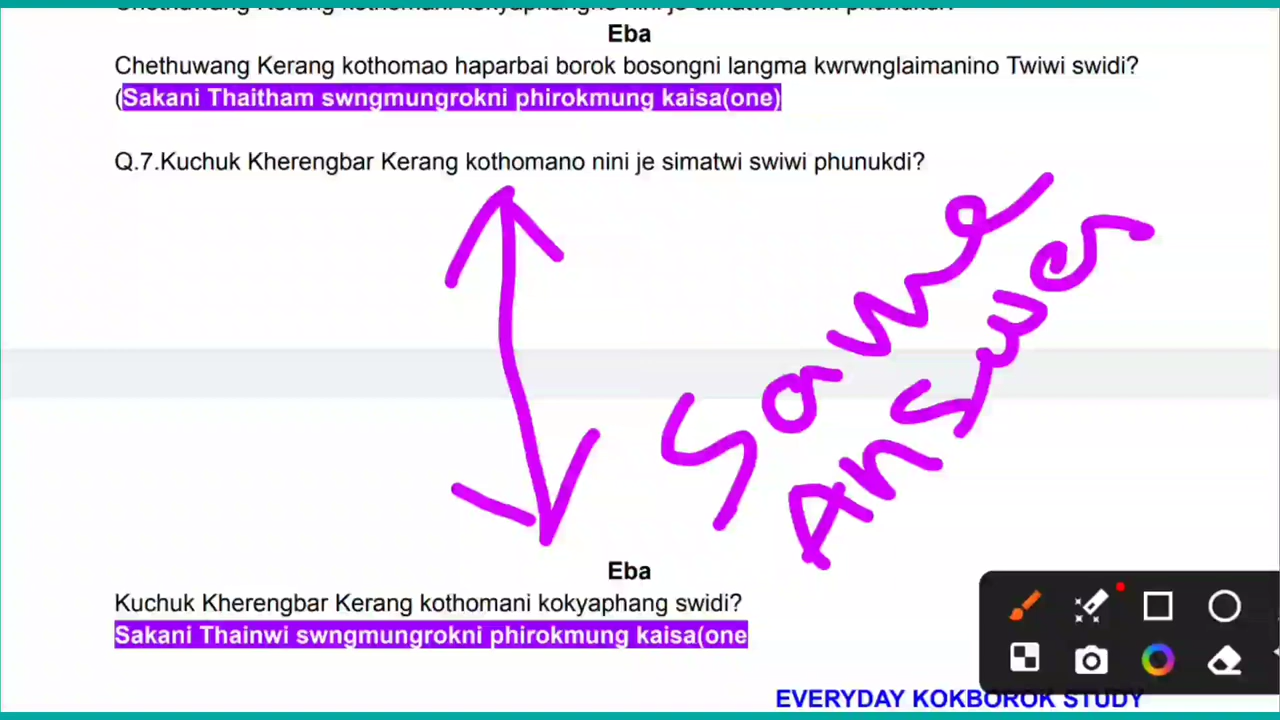 Eba
Chethuwang Kerang kothomao haparbai borok bosongni langma kwrwnglaimanino Twiwi swidi?
(Sakani Thaitham swngmungrokni phirokmung kaisa(one)
Q.7.Kuchuk Kherengbar Kerang kothomano nini je simatwi swiwi phunukdi?
Same
Answer
Eba
Kuchuk Kherengbar Kerang kothomani kokyaphang swidi?
Sakani Thainwi swngmungrokni phirokmung kaisa(one
EVERYDAY KOKBOROK STUDY